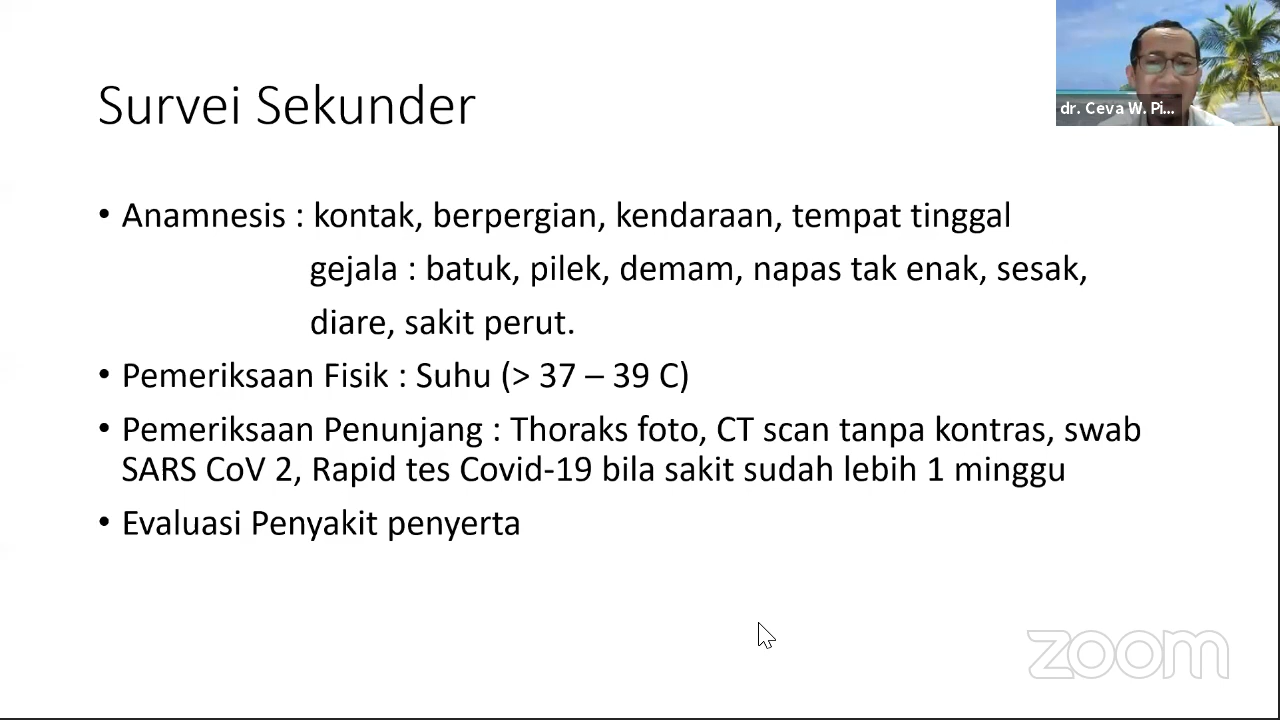 dr. Ceva W. Pi...
Survei Sekunder
• Anamnesis : kontak, berpergian, kendaraan, tempat tinggal
gejala : batuk, pilek, demam, napas tak enak, sesak,
diare, sakit perut.
• Pemeriksaan Fisik : Suhu (> 37 – 39 C)
• Pemeriksaan Penunjang : Thoraks foto, CT scan tanpa kontras, swab
SARS CoV 2, Rapid tes Covid-19 bila sakit sudah lebih 1 minggu
• Evaluasi Penyakit penyerta
zoom